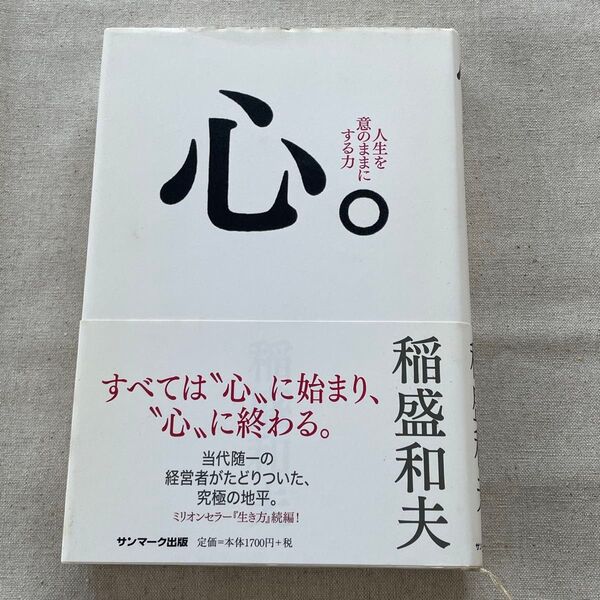 心。
人生を
意のままに
する力
稲盛和夫
すべては〝心〟に始まり、
〝心〟に終わる。
当代随一の
経営者がたどりついた、
究極の地平。
ミリオンセラー『生き方』続編!
サンマーク出版 定価=本体1700円+税